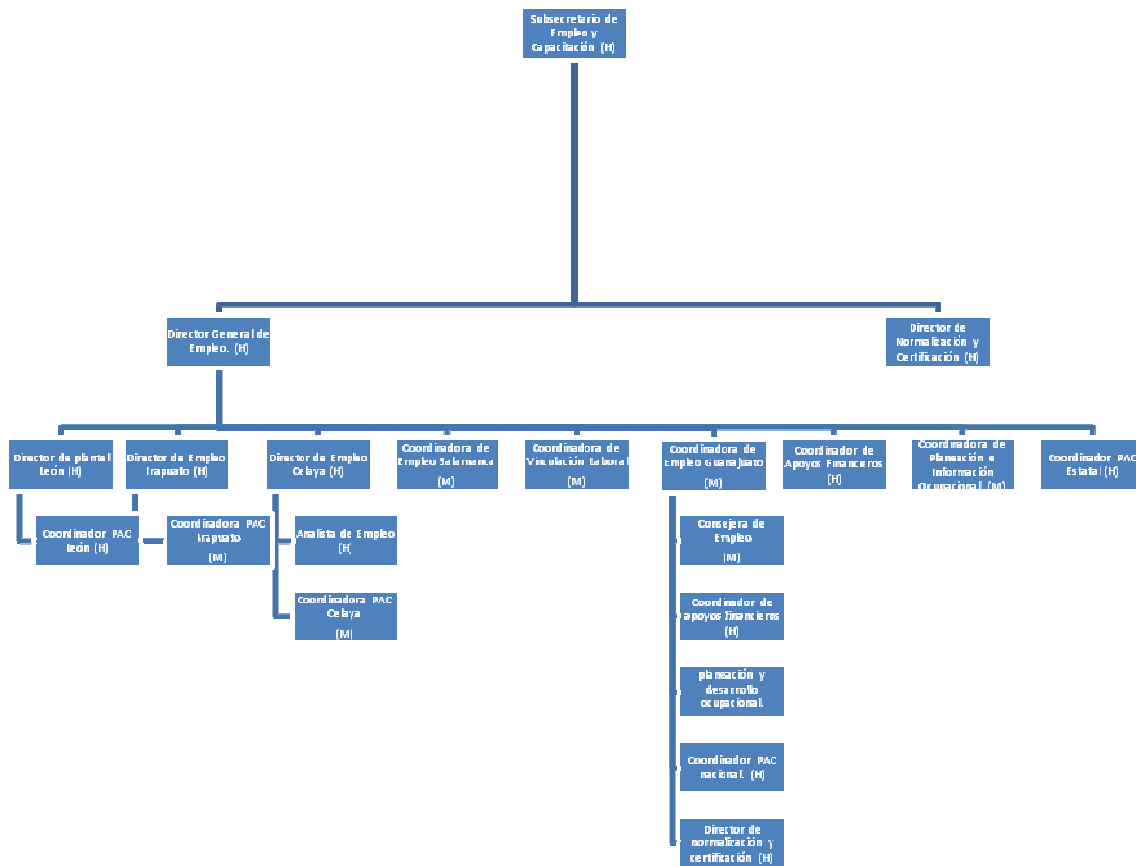 Subsecretario de
Empleo y
Capacitación (H)
Director General de
Empleo. (H)
Director de
Normalización y
Certificación (H)
Director de plantel
León (H)
Director de Empleo
Irapuato (H)
Director de Empleo
Celaya (H)
Coordinadora de
Empleo Salamanca
(M)
Coordinadora de
Vinculación Laboral
(M)
Coordinadora de
Empleo Guanajuato
(M)
Coordinador de
Apoyos Financieros
(H)
Coordinadora de
Planeación e
Información
Ocupacional (M)
Coordinador PAC
Estatal (H)
Coordinador PAC
León (H)
Coordinadora PAC
Irapuato
(M)
Analista de Empleo
(H)
Consejera de
Empleo
(M)
Coordinadora PAC
Celaya
(M)
Coordinador de
apoyos financieros
(H)
planeación y
desarrollo
ocupacional.
Coordinador PAC
nacional. (H)
Director de
normalización y
certificación (H)